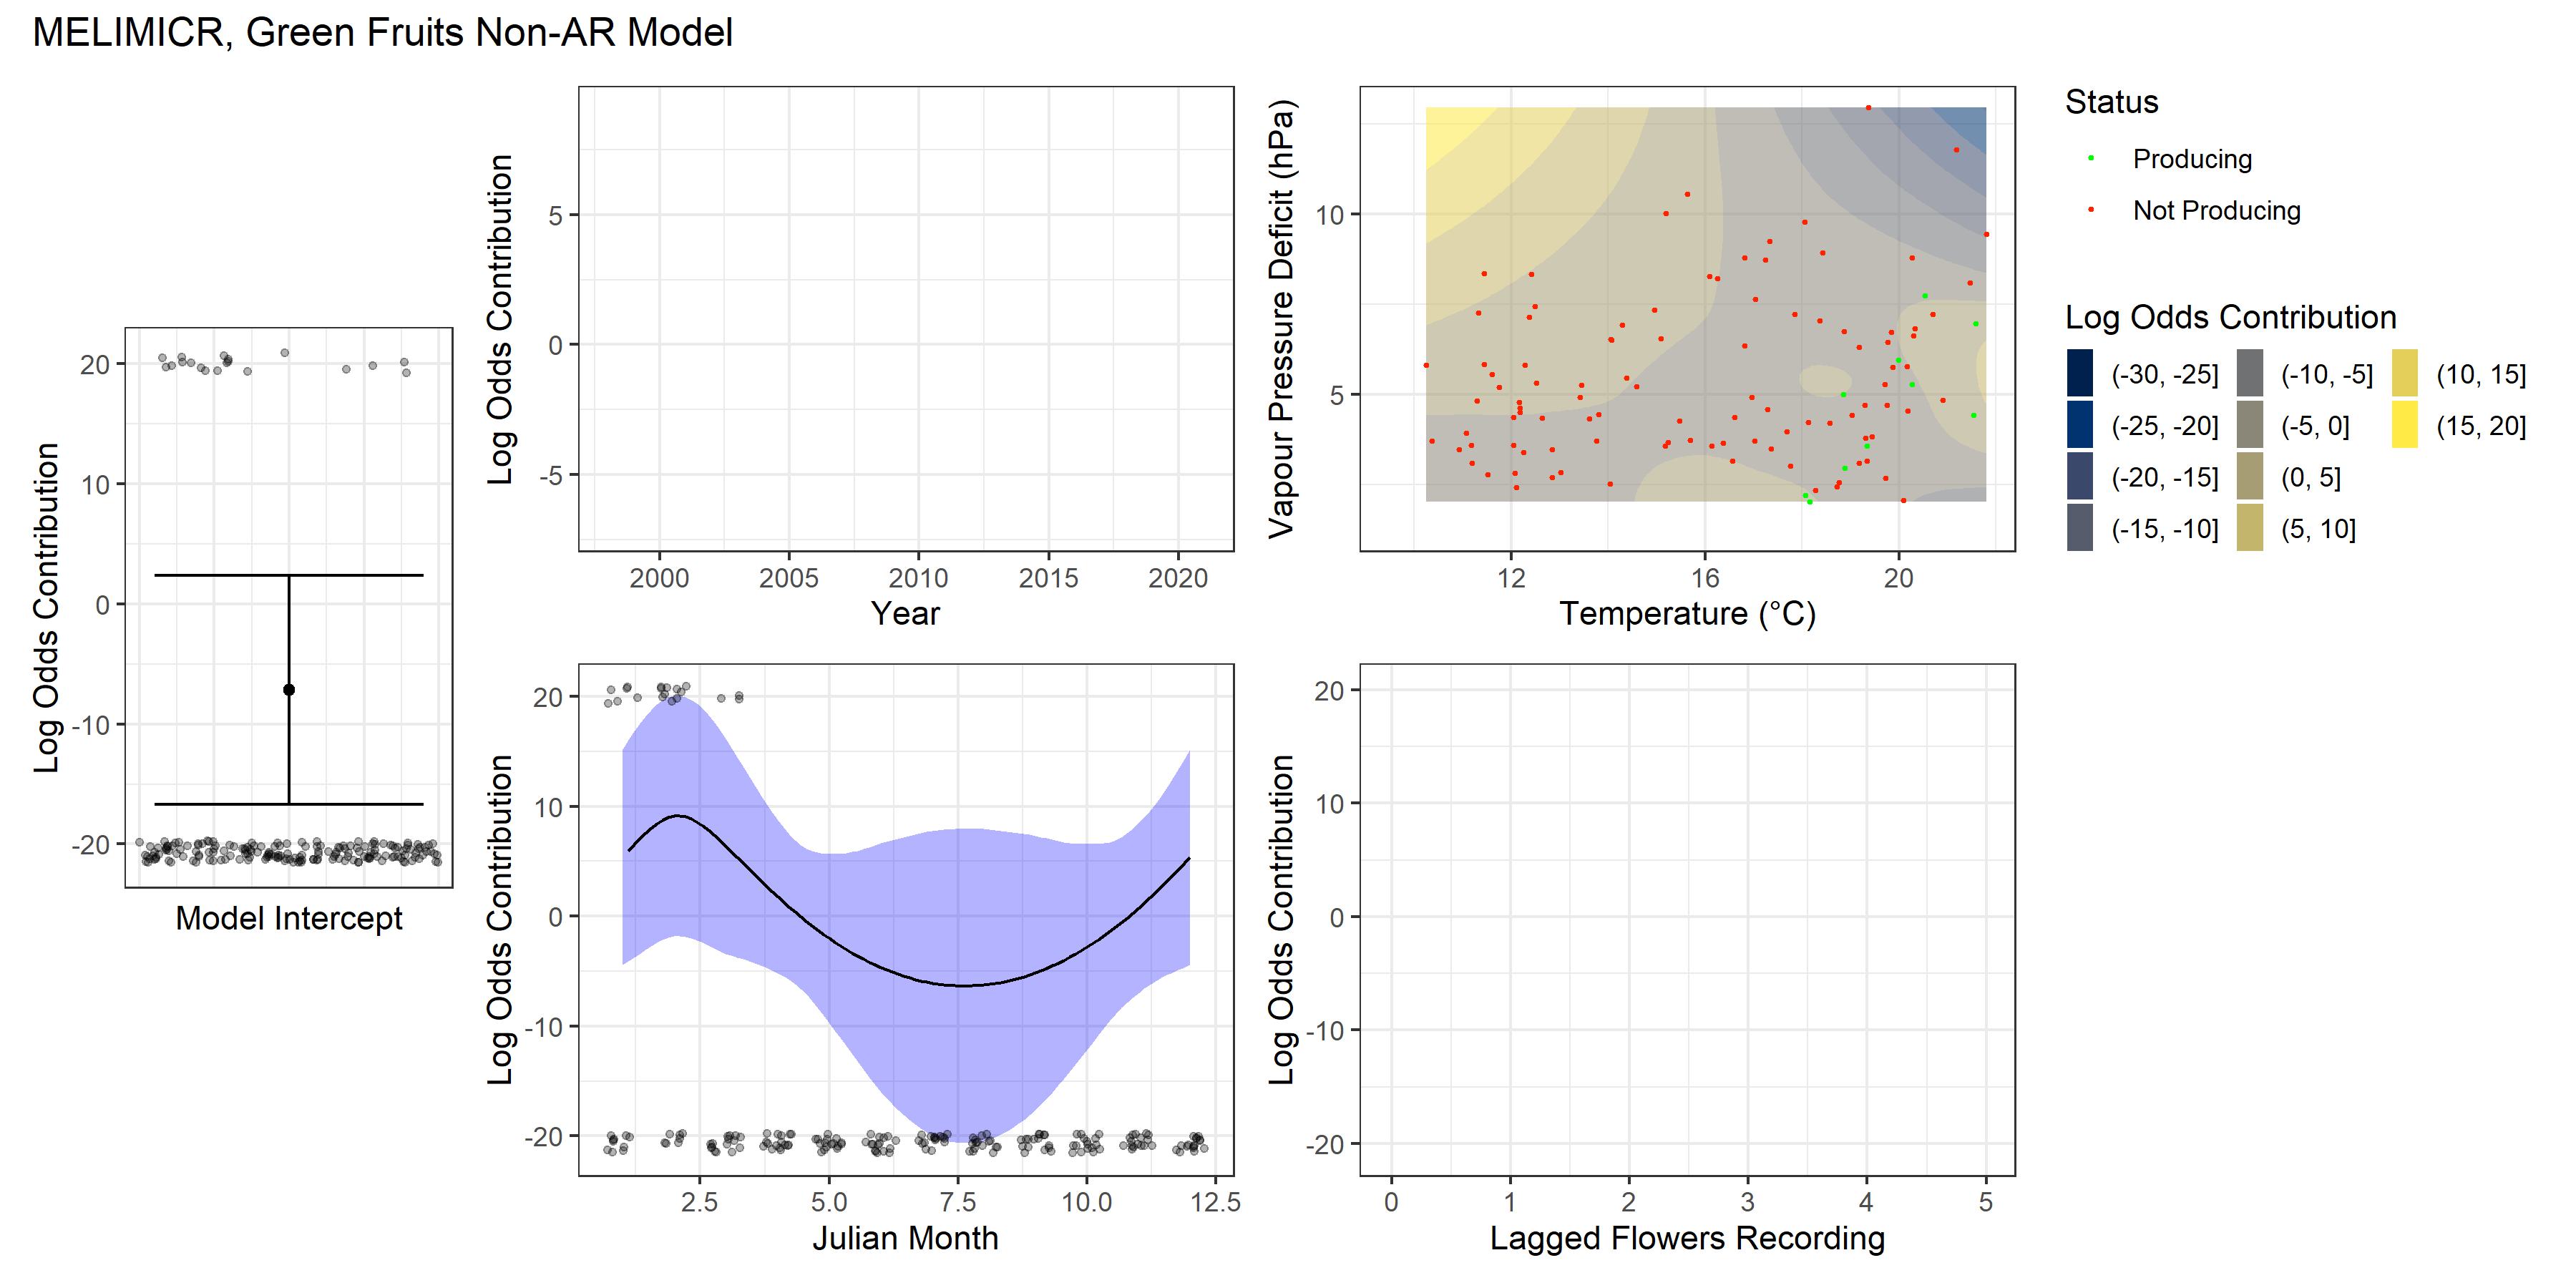 MELIMICR, Green Fruits Non-AR Model
Log Odds Contribution
20
10
0
-10
-20
Model Intercept
Log Odds Contribution
5
0
-5
2000 2005 2010 2015 2020
Year
Vapour Pressure Deficit (hPa)
10
5
12 16 20
Temperature (°C)
Status
Producing
Not Producing
Log Odds Contribution
(-30, -25] (-10, -5] (10, 15]
(-25, -20] (-5, 0] (15, 20]
(-20, -15] (0, 5]
(-15, -10] (5, 10]
Log Odds Contribution
20
10
0
-10
-20
2.5 5.0 7.5 10.0 12.5
Julian Month
Log Odds Contribution
20
10
0
-10
-20
0 1 2 3 4 5
Lagged Flowers Recording